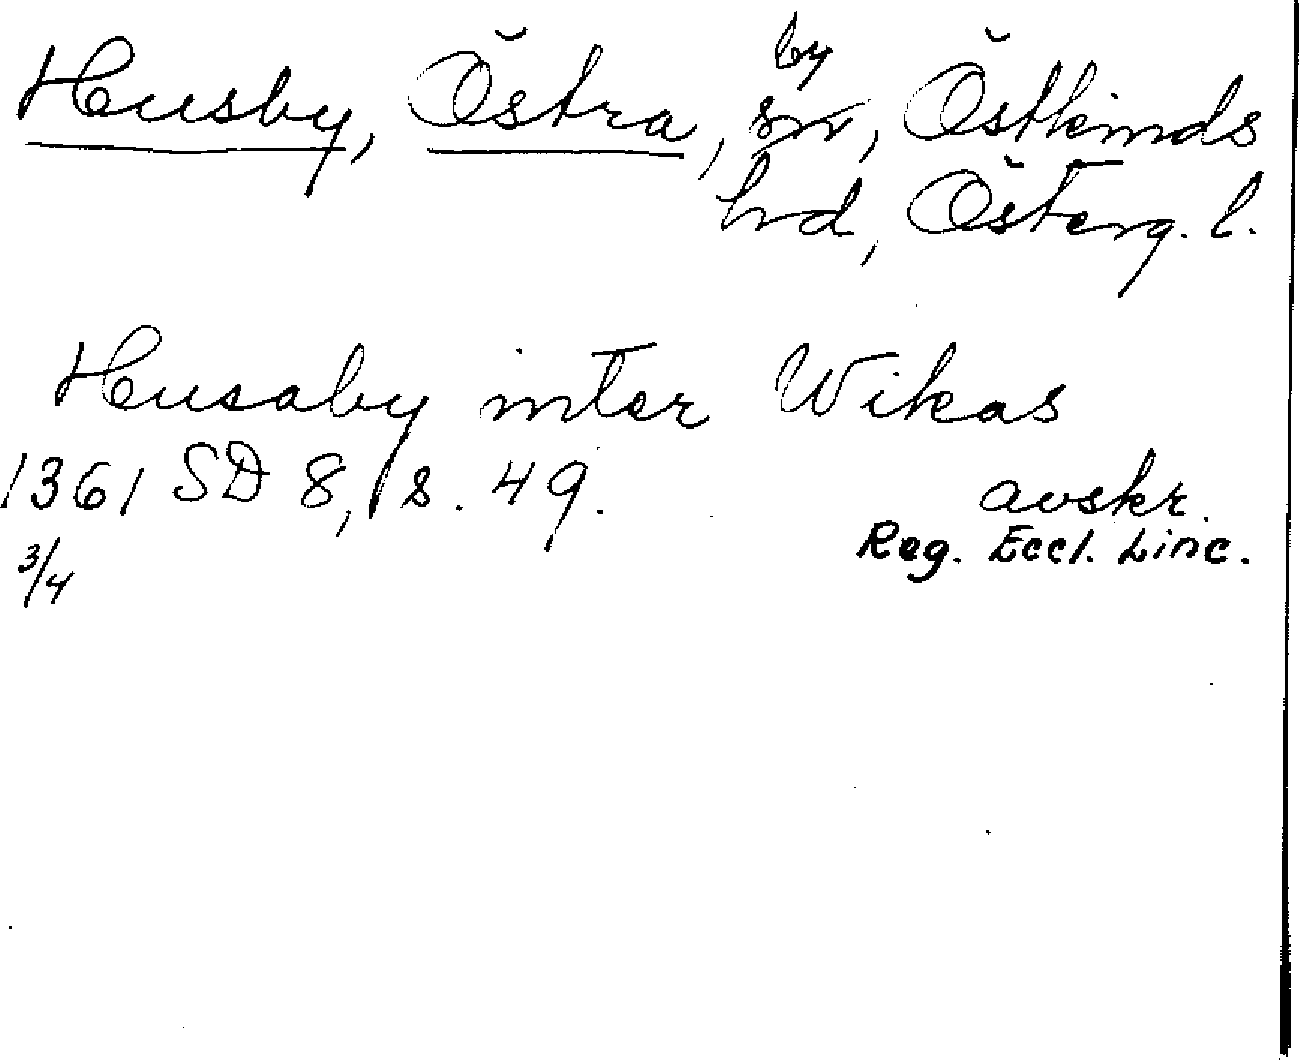 Husby, Östra, by sn, Östkinds
hrd, Österg. l.
Husaby inter Wikas
1361 SD 8, s. 49. avskr.
3/4 Reg. Eccl. Linc.